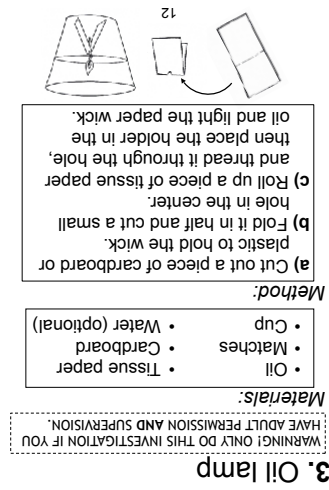 3. Oil lamp
WARNING! ONLY DO THIS INVESTIGATION IF YOU
HAVE ADULT PERMISSION AND SUPERVISION.
Materials:
• Oil
• Matches
• Cup
• Tissue paper
• Cardboard
• Water (optional)
Method:
a) Cut out a piece of cardboard or
plastic to hold the wick.
b) Fold it in half and cut a small
hole in the center.
c) Roll up a piece of tissue paper
and thread it through the hole,
then place the holder in the
oil and light the paper wick.
12